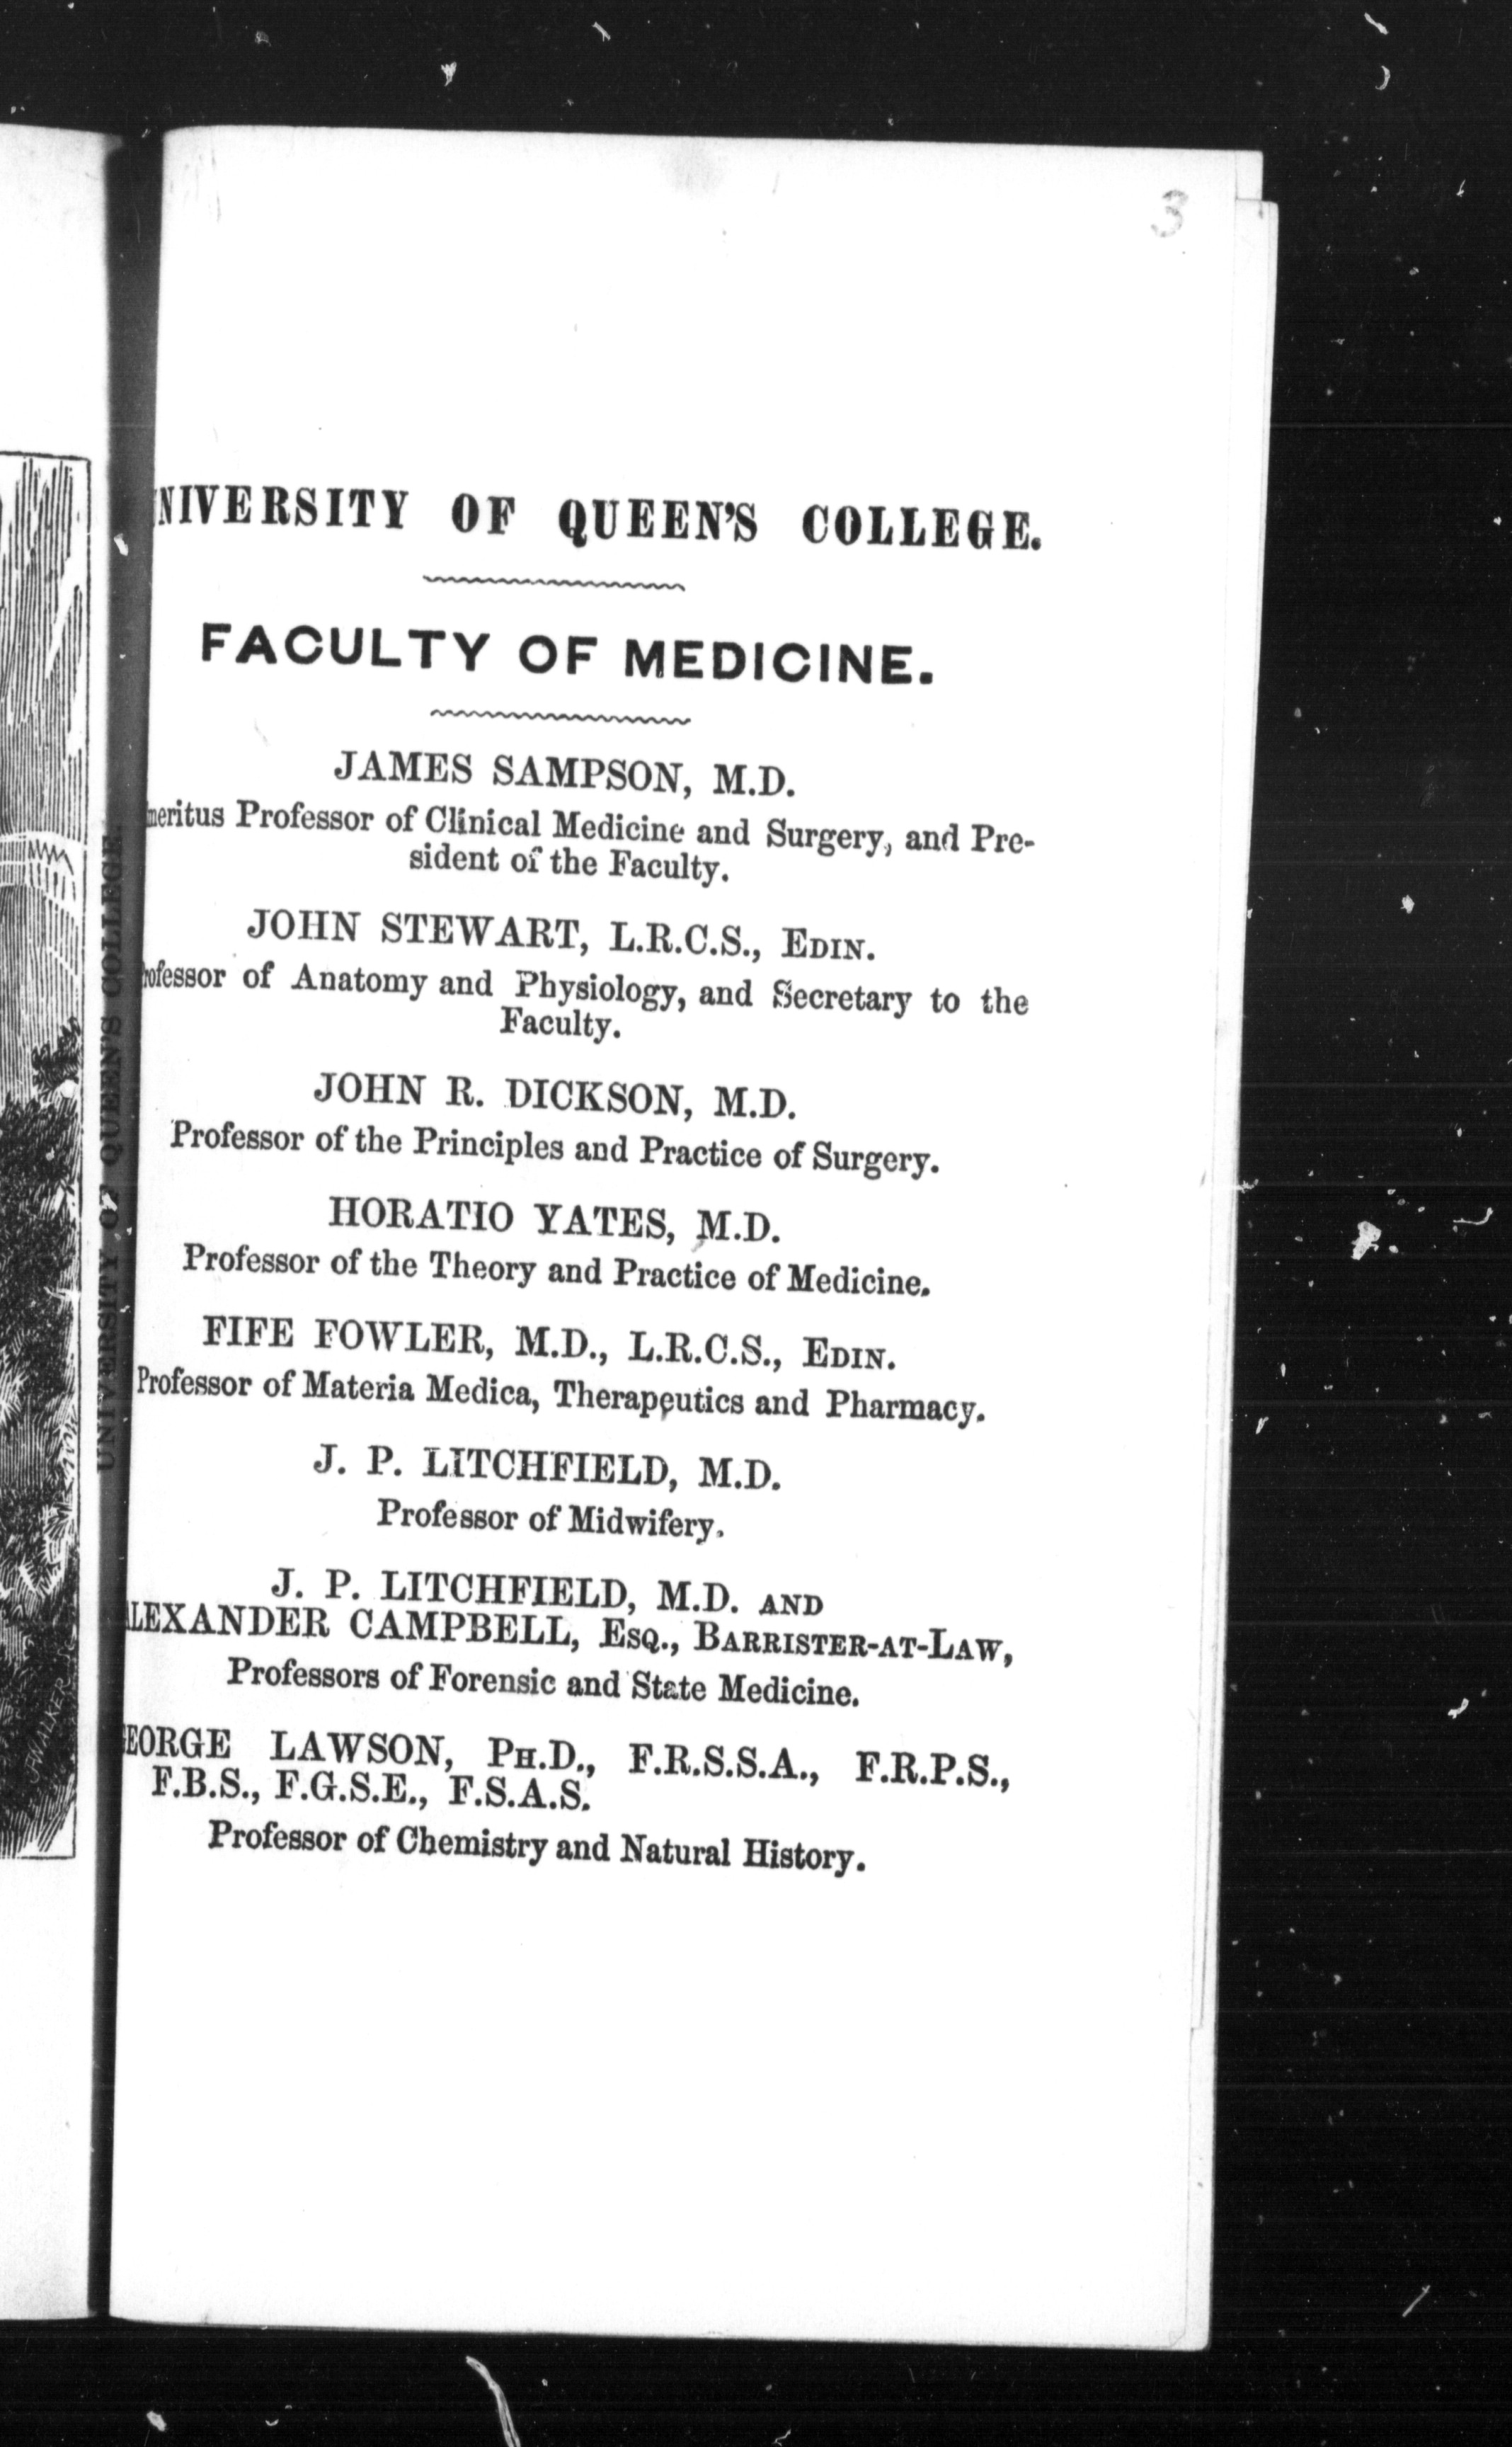 UNIVERSITY OF QUEEN'S COLLEGE.
J WALKER
3
NIVERSITY OF QUEEN'S COLLEGE.
FACULTY OF MEDICINE.
JAMES SAMPSON, M.D.
meritus Professor of Clinical Medicine and Surgery, and Pre-
sident of the Faculty.
JOHN STEWART, L.R.C.S., EDIN.
rofessor of Anatomy and Physiology, and Secretary to the
Faculty.
JOHN R. DICKSON, M.D.
Professor of the Principles and Practice of Surgery.
HORATIO YATES, M.D.
Professor of the Theory and Practice of Medicine.
FIFE FOWLER, M.D., L.R.C.S., EDIN.
Professor of Materia Medica, Therapeutics and Pharmacy.
J. P. LITCHFIELD, M.D.
Professor of Midwifery.
J. P. LITCHFIELD, M.D. AND
LEXANDER CAMPBELL, ESQ., BARRISTER-AT-LAW,
Professors of Forensic and State Medicine.
EORGE LAWSON, PH.D., F.R.S.S.A., F.R.P.S.,
F.B.S., F.G.S.E., F.S.A.S.
Professor of Chemistry and Natural History.